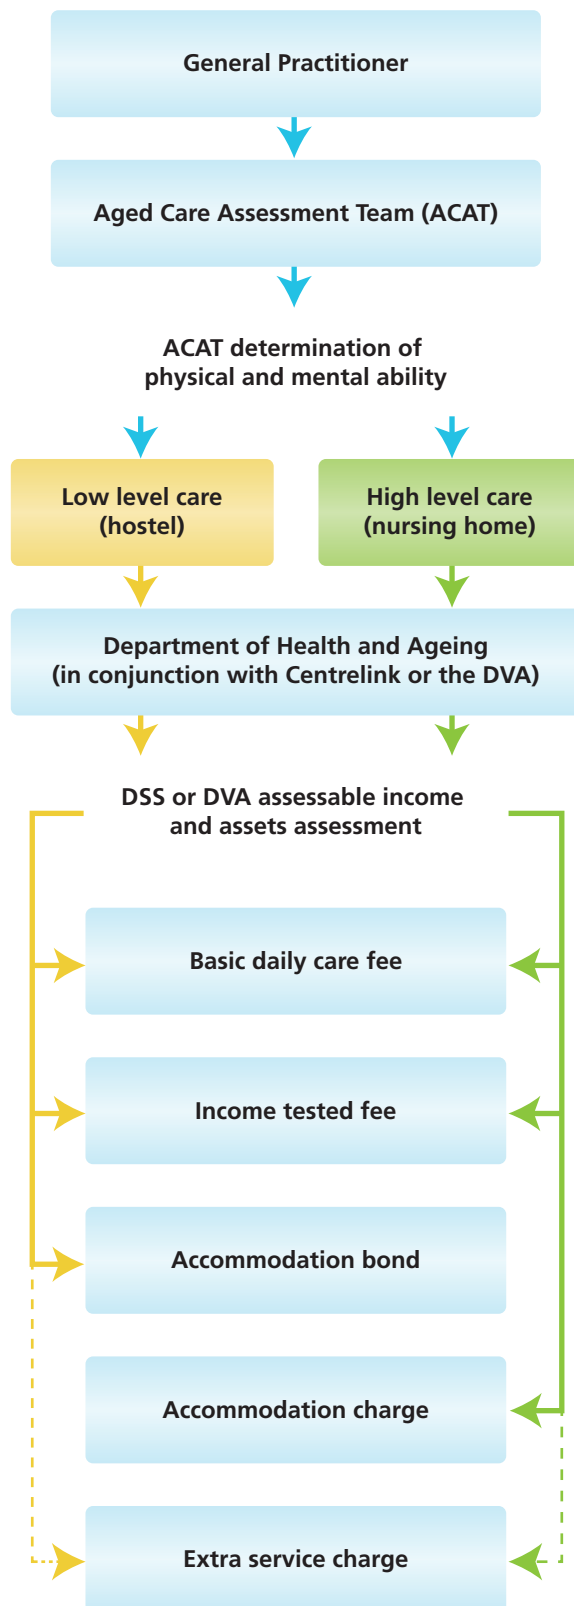 General Practitioner
Aged Care Assessment Team (ACAT)
ACAT determination of
physical and mental ability
Low level care
(hostel)
High level care
(nursing home)
Department of Health and Ageing
(in conjunction with Centrelink or the DVA)
DSS or DVA assessable income
and assets assessment
Basic daily care fee
Income tested fee
Accommodation bond
Accommodation charge
Extra service charge